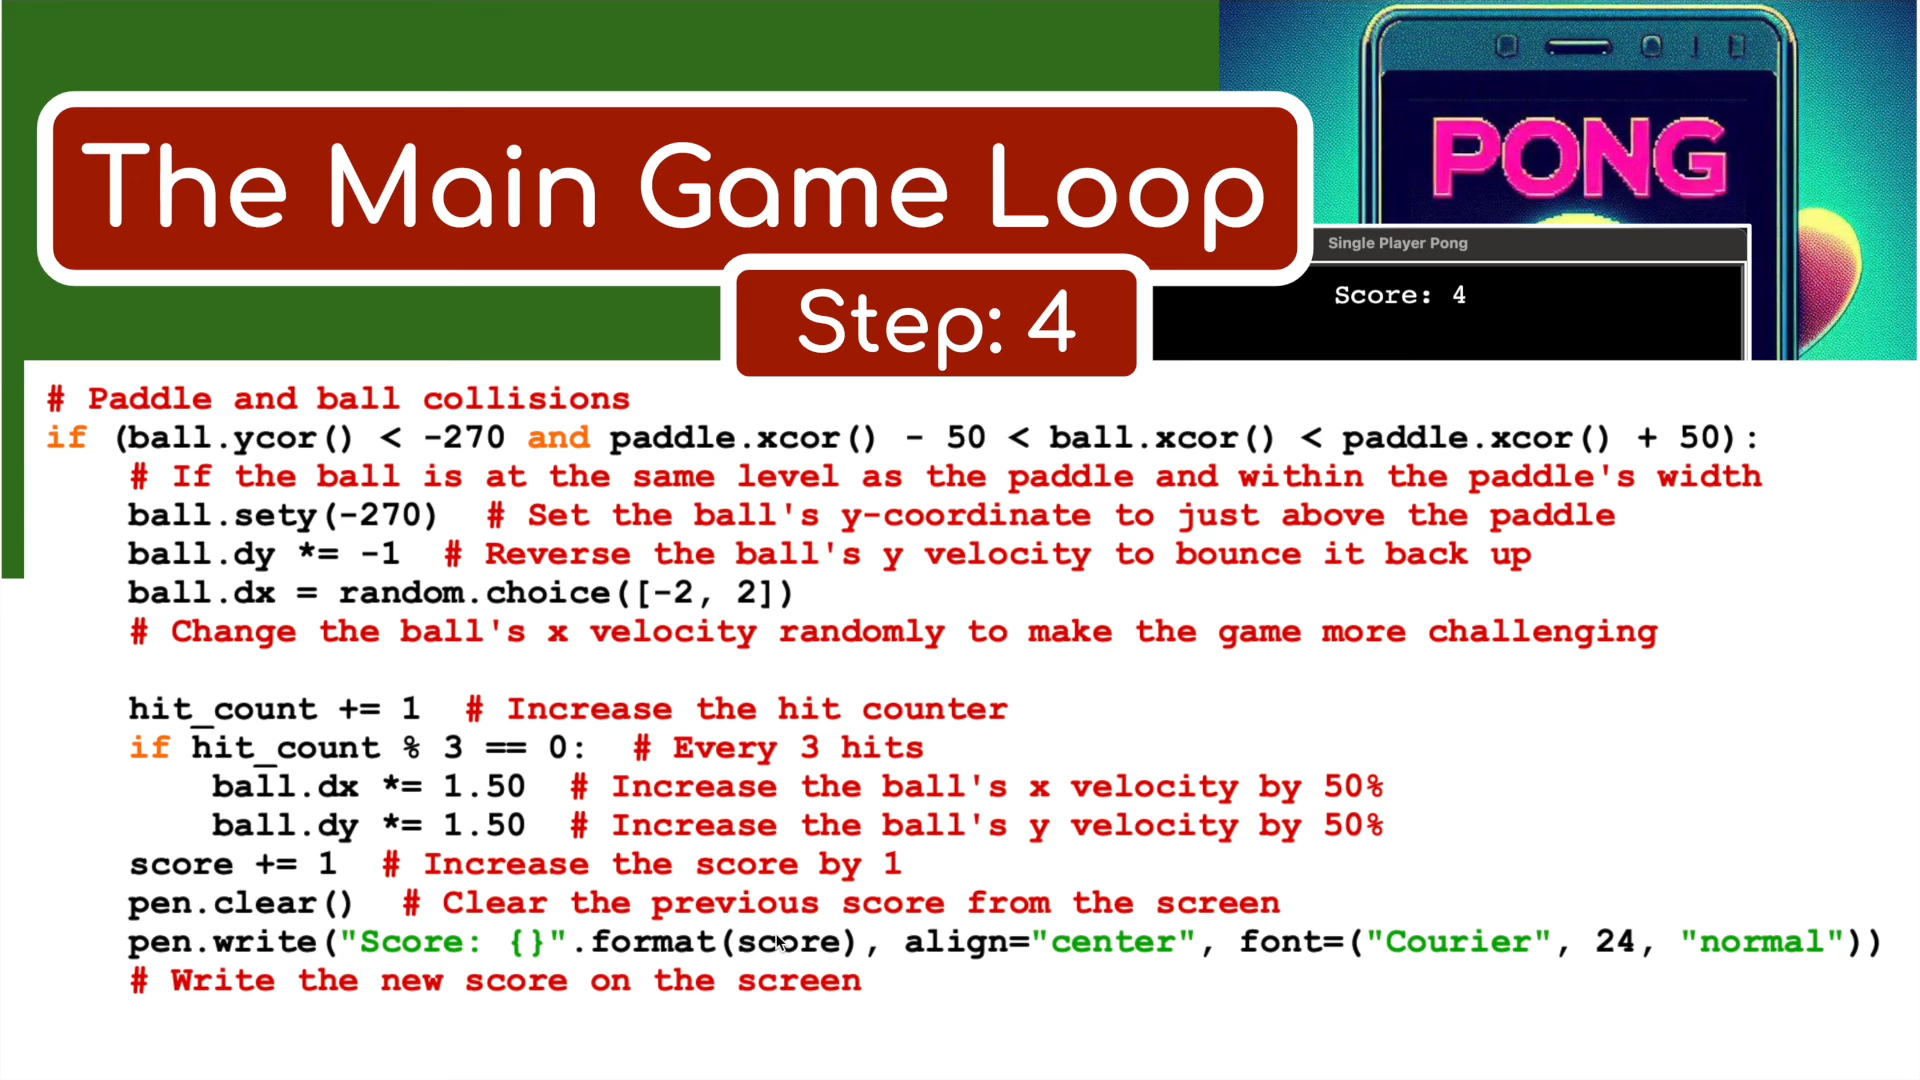 The Main Game Loop
Step: 4
PONG
Single Player Pong
Score: 4
# Paddle and ball collisions
if (ball.ycor() < -270 and paddle.xcor() - 50 < ball.xcor() < paddle.xcor() + 50):
    # If the ball is at the same level as the paddle and within the paddle's width
    ball.sety(-270)  # Set the ball's y-coordinate to just above the paddle
    ball.dy *= -1  # Reverse the ball's y velocity to bounce it back up
    ball.dx = random.choice([-2, 2])
    # Change the ball's x velocity randomly to make the game more challenging
    hit_count += 1  # Increase the hit counter
    if hit_count % 3 == 0:  # Every 3 hits
        ball.dx *= 1.50  # Increase the ball's x velocity by 50%
        ball.dy *= 1.50  # Increase the ball's y velocity by 50%
    score += 1  # Increase the score by 1
    pen.clear()  # Clear the previous score from the screen
    pen.write("Score: {}".format(score), align="center", font=("Courier", 24, "normal"))
    # Write the new score on the screen